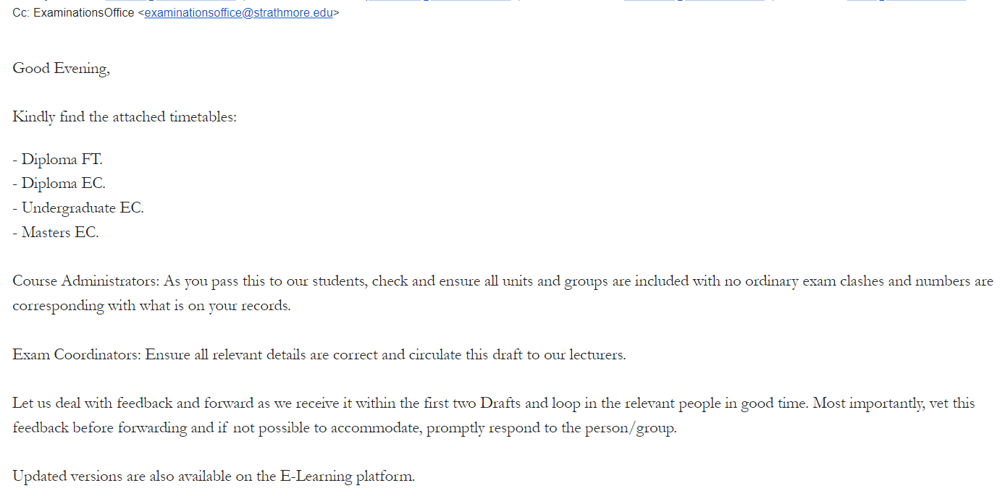 Cc: ExaminationsOffice <examinationsoffice@strathmore.edu>
Good Evening,
Kindly find the attached timetables:
- Diploma FT.
- Diploma EC.
- Undergraduate EC.
- Masters EC.
Course Administrators: As you pass this to our students, check and ensure all units and groups are included with no ordinary exam clashes and numbers are
corresponding with what is on your records.
Exam Coordinators: Ensure all relevant details are correct and circulate this draft to our lecturers.
Let us deal with feedback and forward as we receive it within the first two Drafts and loop in the relevant people in good time. Most importantly, vet this
feedback before forwarding and if not possible to accommodate, promptly respond to the person/group.
Updated versions are also available on the E-Learning platform.